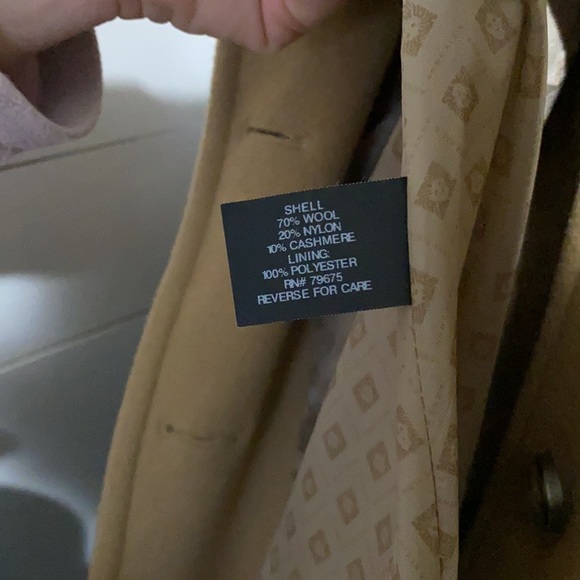 SHELL
70% WOOL
20% NYLON
10% CASHMERE
LINING:
100% POLYESTER
RN# 79675
REVERSE FOR CARE